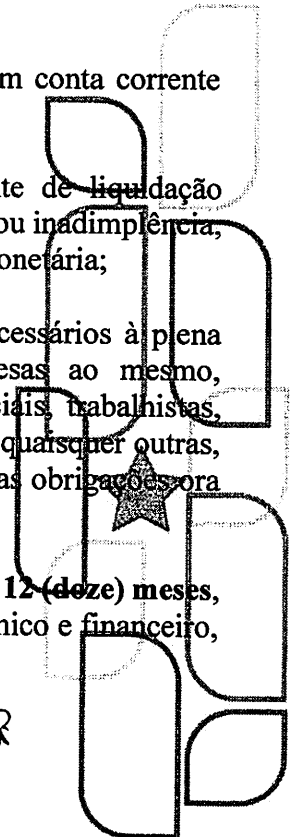 m conta corrente
te de liquidação
ou inadimplência,
onetária;
cessários à plena
esas ao mesmo,
ciais, trabalhistas,
quaisquer outras,
as obrigações ora
12 (doze) meses,
nico e financeiro,